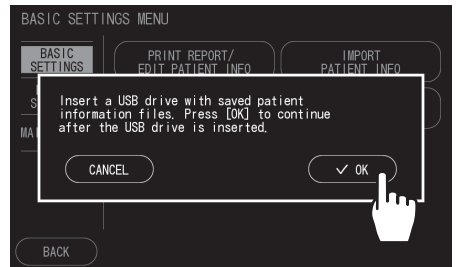 BASIC SETTINGS MENU
BASIC
SETTINGS
PRINT REPORT/
EDIT PATIENT INFO
IMPORT
PATIENT INFO
Insert a USB drive with saved patient
information files. Press [OK] to continue
after the USB drive is inserted.
CANCEL
✓ OK
BACK